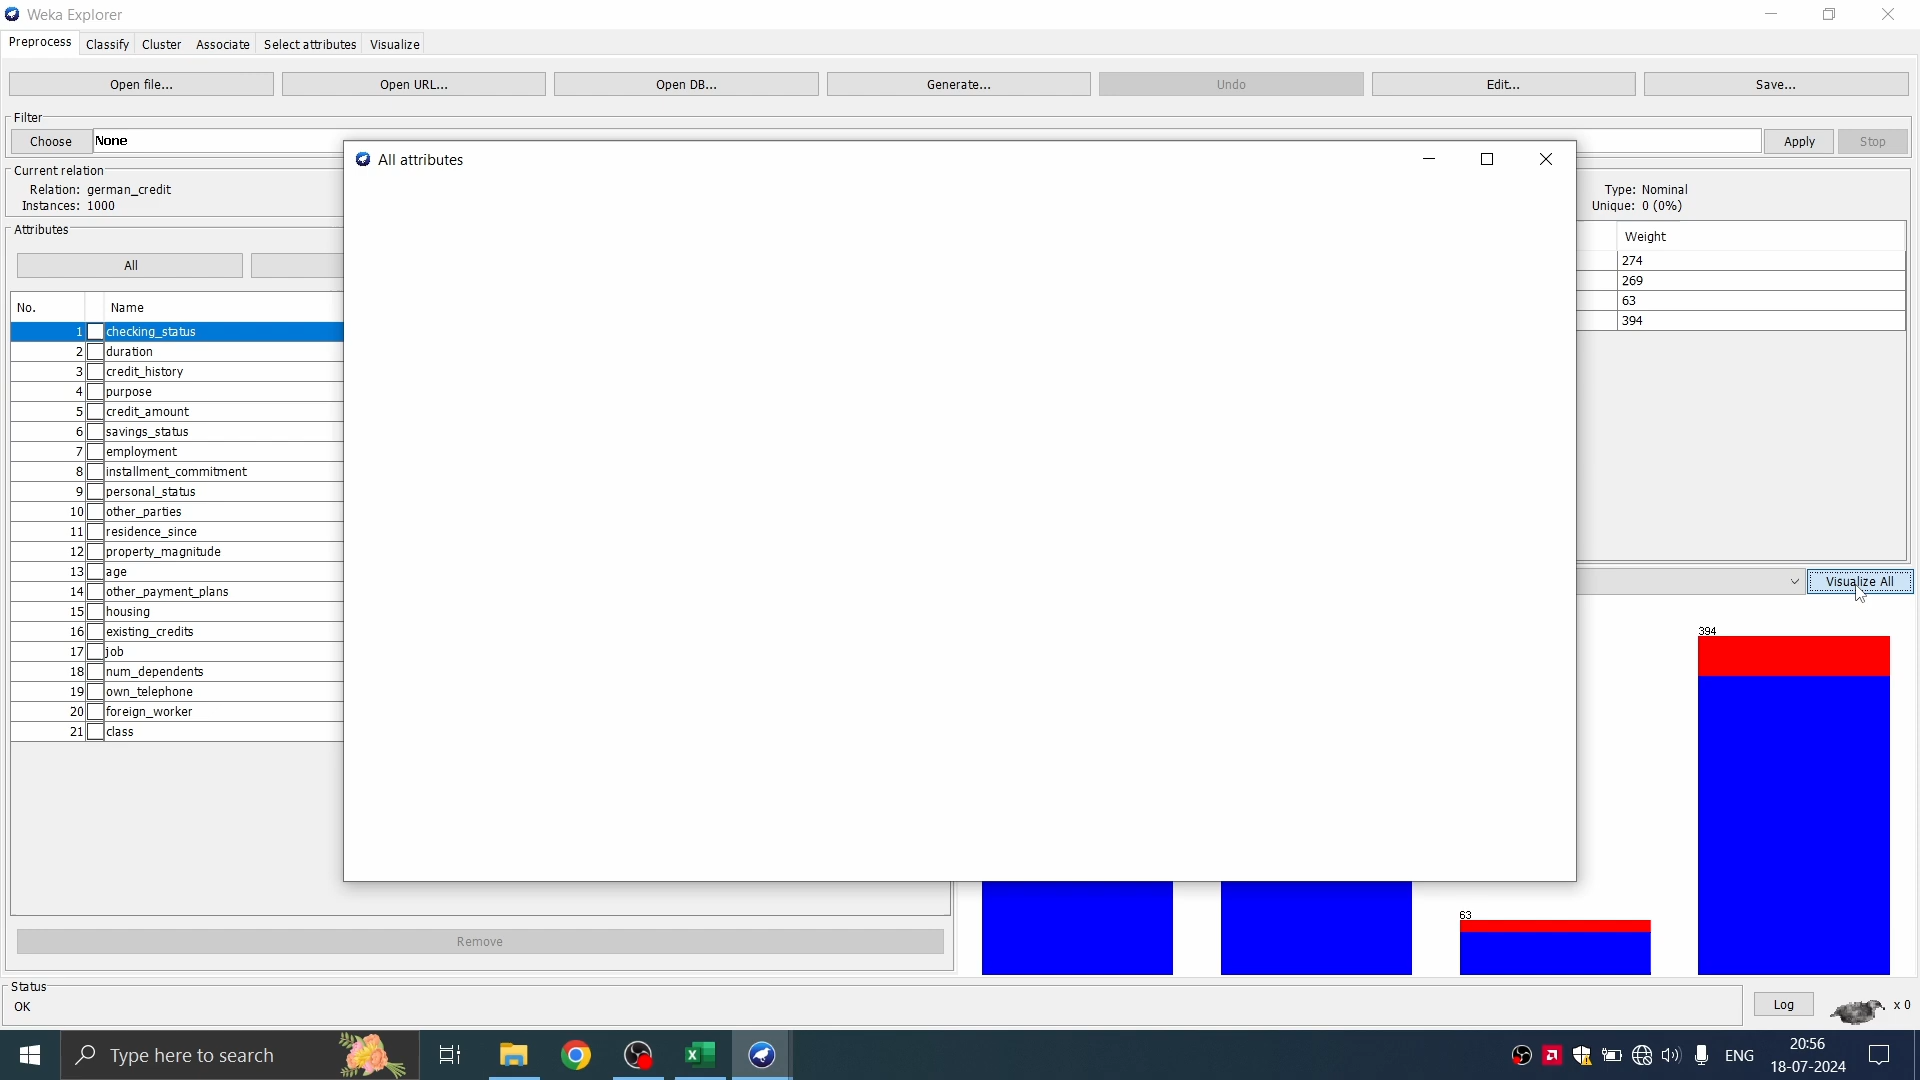 Weka Explorer
Preprocess Classify Cluster Associate Select attributes Visualize
Open file... Open URL... Open DB... Generate... Undo Edit... Save...
Filter
Choose None Apply Stop
All attributes
Current relation
Relation: german_credit
Instances: 1000
Type: Nominal
Unique: 0 (0%)
Attributes
All
Weight
274
269
63
394
No. Name
1 checking_status
2 duration
3 credit_history
4 purpose
5 credit_amount
6 savings_status
7 employment
8 installment_commitment
9 personal_status
10 other_parties
11 residence_since
12 property_magnitude
13 age
14 other_payment_plans
15 housing
16 existing_credits
17 job
18 num_dependents
19 own_telephone
20 foreign_worker
21 class
Visualize All
394
63
Remove
Status
OK
Log x 0
Type here to search
ENG
20:56
18-07-2024